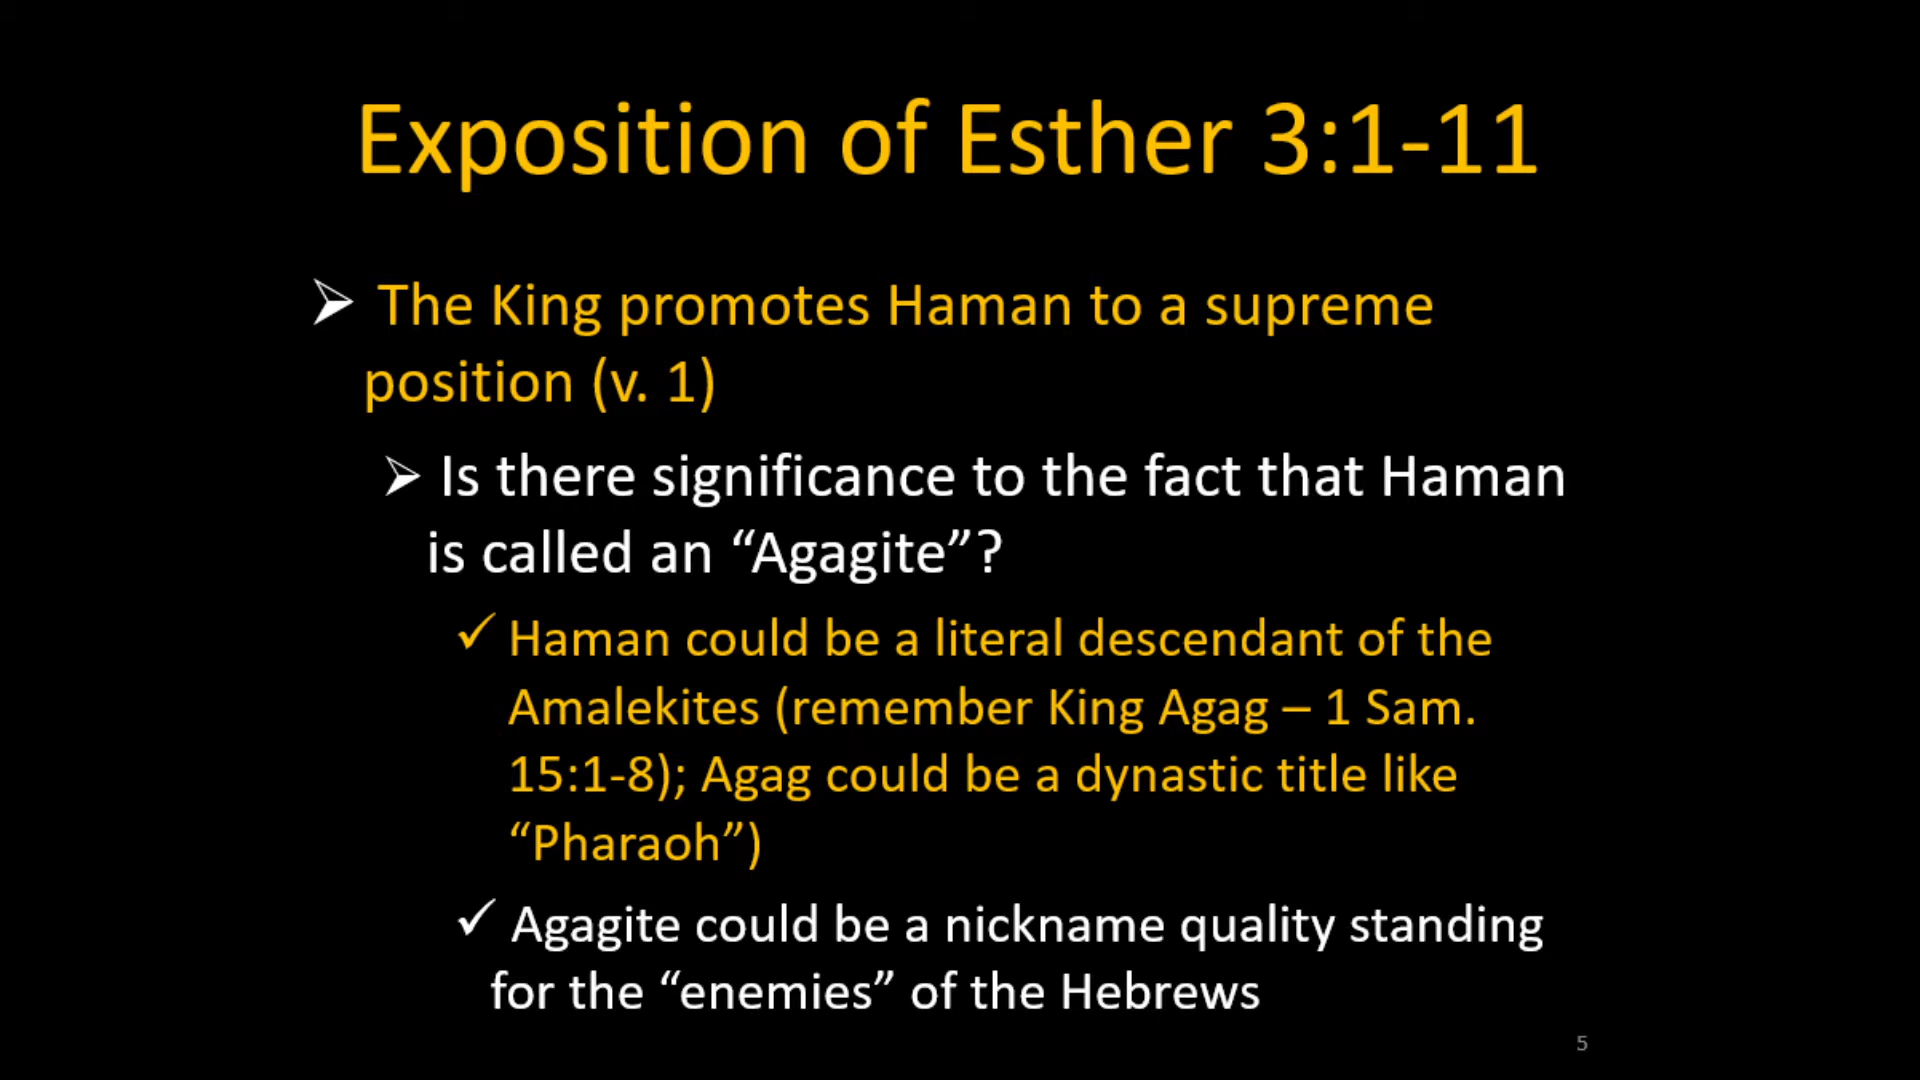 Exposition of Esther 3:1-11
➢ The King promotes Haman to a supreme
position (v. 1)
➢ Is there significance to the fact that Haman
is called an “Agagite”?
✓ Haman could be a literal descendant of the
Amalekites (remember King Agag – 1 Sam.
15:1-8); Agag could be a dynastic title like
“Pharaoh”)
✓ Agagite could be a nickname quality standing
for the “enemies” of the Hebrews
5